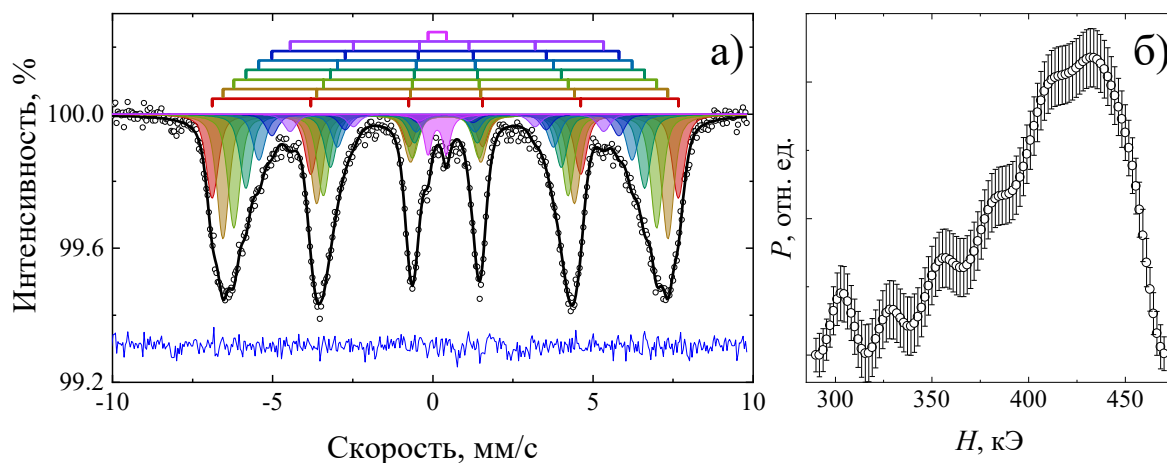 а)
Интенсивность, %
100.0
99.6
99.2
-10 -5 0 5 10
Скорость, мм/с
б)
P, отн. ед.
300 350 400 450
H, кЭ